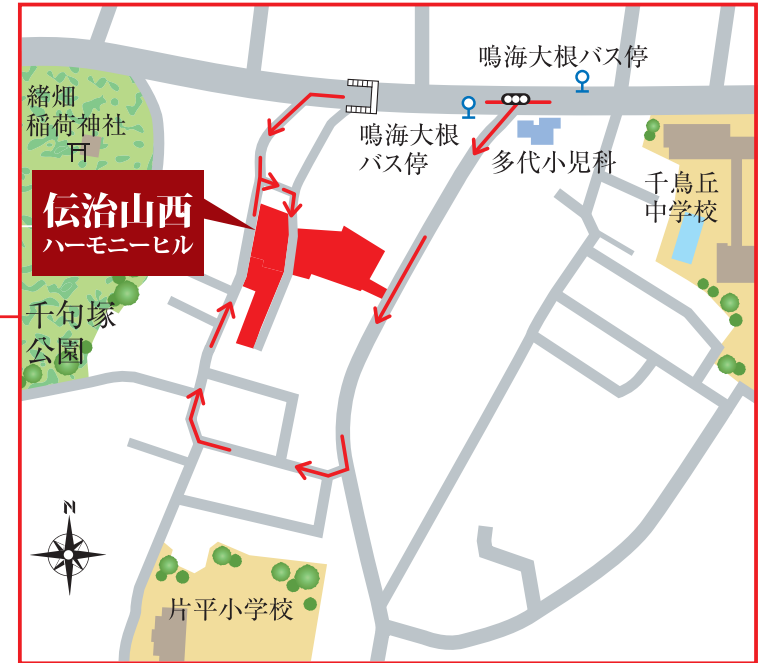 鳴海大根バス停
緒畑
稲荷神社
鳴海大根
バス停
多代小児科
千鳥丘
中学校
伝治山西
ハーモニーヒル
千句塚
公園
N
片平小学校